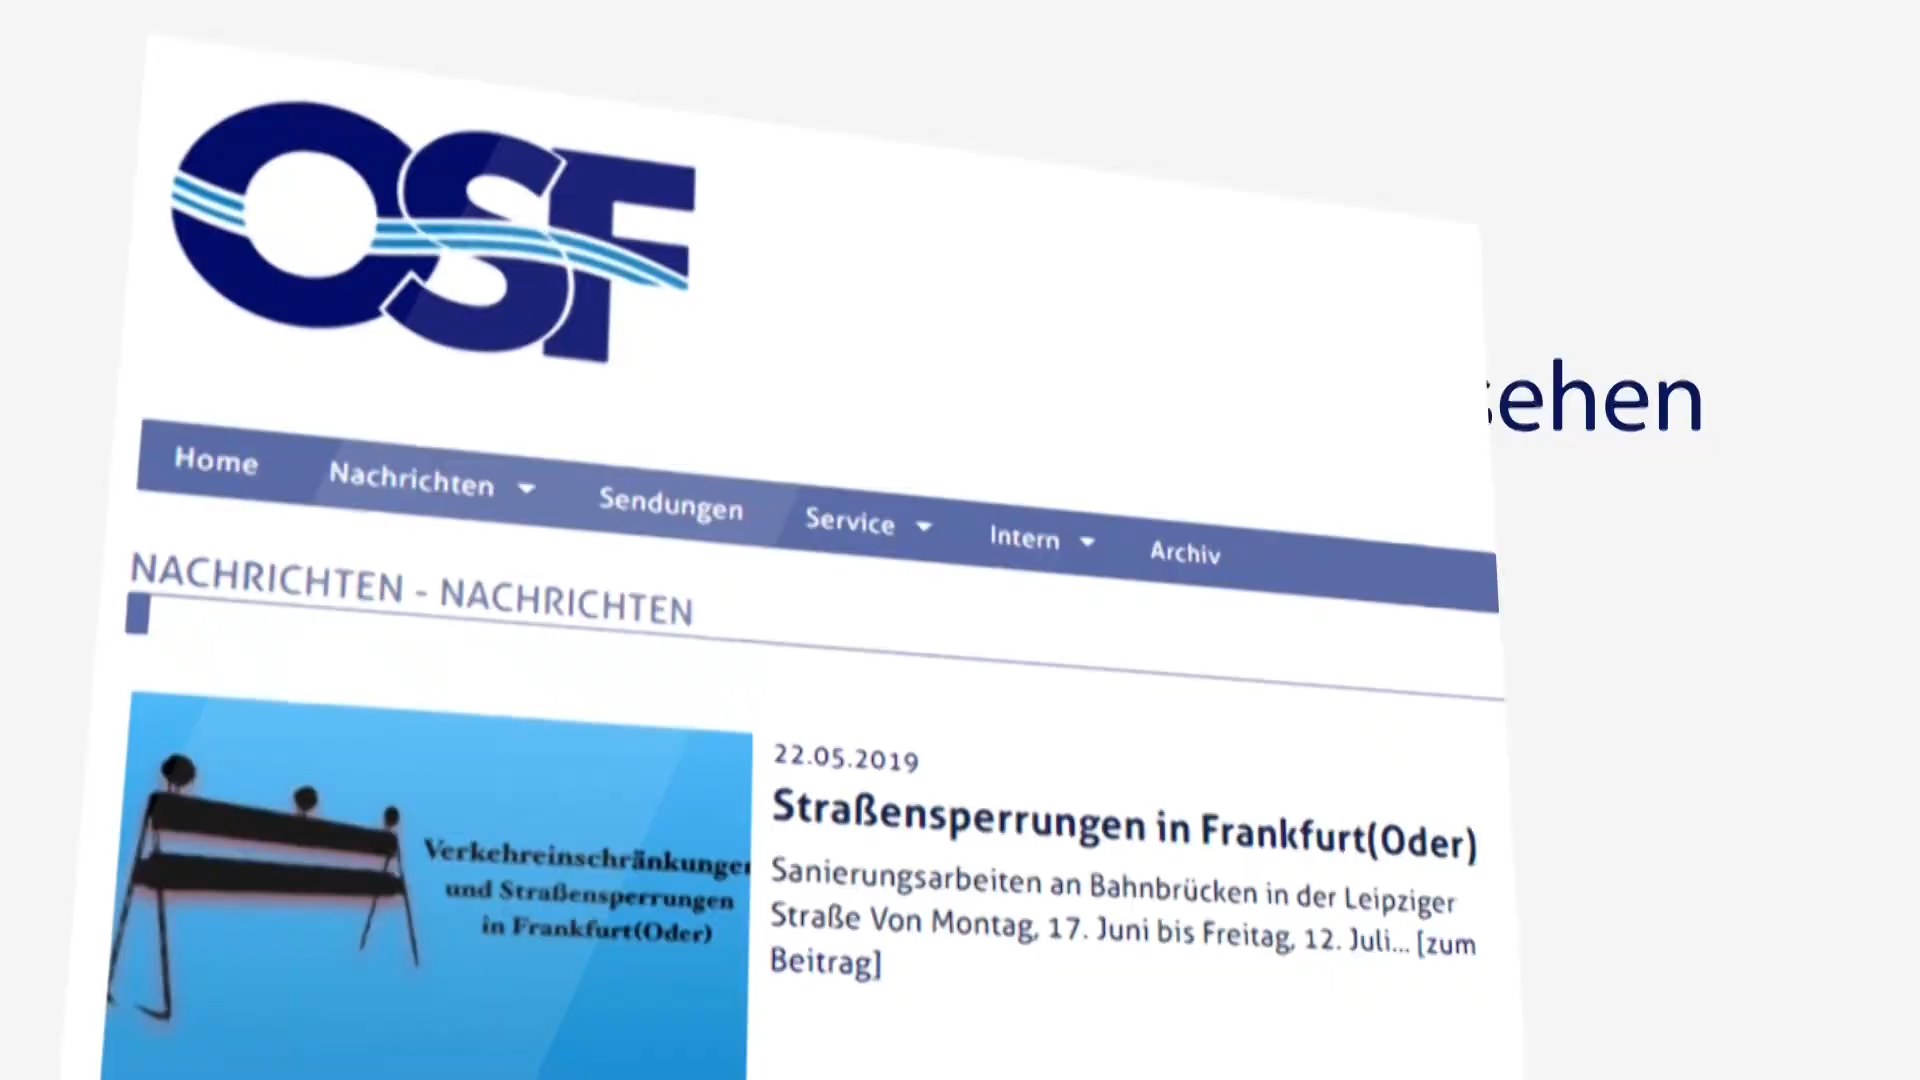 OSF
sehen
Home Nachrichten Sendungen Service Intern Archiv
NACHRICHTEN - NACHRICHTEN
22.05.2019
Straßensperrungen in Frankfurt(Oder)
Sanierungsarbeiten an Bahnbrücken in der Leipziger
Straße Von Montag, 17. Juni bis Freitag, 12. Juli... [zum
Beitrag]
Verkehreinschränkungen
und Straßensperrungen
in Frankfurt(Oder)